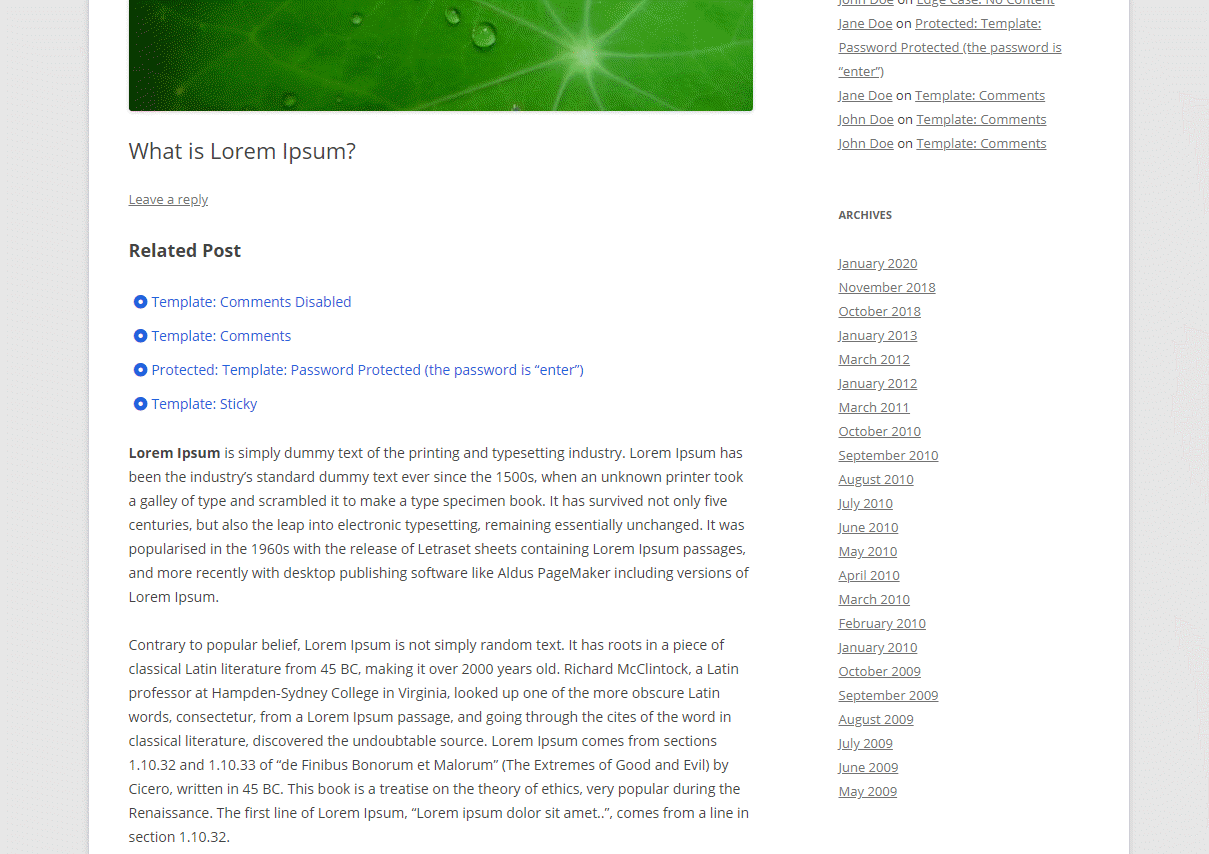 What is Lorem Ipsum?
Leave a reply
Related Post
Template: Comments Disabled
Template: Comments
Protected: Template: Password Protected (the password is “enter”)
Template: Sticky
Lorem Ipsum is simply dummy text of the printing and typesetting industry. Lorem Ipsum has
been the industry’s standard dummy text ever since the 1500s, when an unknown printer took
a galley of type and scrambled it to make a type specimen book. It has survived not only five
centuries, but also the leap into electronic typesetting, remaining essentially unchanged. It was
popularised in the 1960s with the release of Letraset sheets containing Lorem Ipsum passages,
and more recently with desktop publishing software like Aldus PageMaker including versions of
Lorem Ipsum.
Contrary to popular belief, Lorem Ipsum is not simply random text. It has roots in a piece of
classical Latin literature from 45 BC, making it over 2000 years old. Richard McClintock, a Latin
professor at Hampden-Sydney College in Virginia, looked up one of the more obscure Latin
words, consectetur, from a Lorem Ipsum passage, and going through the cites of the word in
classical literature, discovered the undoubtable source. Lorem Ipsum comes from sections
1.10.32 and 1.10.33 of “de Finibus Bonorum et Malorum” (The Extremes of Good and Evil) by
Cicero, written in 45 BC. This book is a treatise on the theory of ethics, very popular during the
Renaissance. The first line of Lorem Ipsum, “Lorem ipsum dolor sit amet..”, comes from a line in
section 1.10.32.
John Doe on Edge Case: No Content
Jane Doe on Protected: Template:
Password Protected (the password is
“enter”)
Jane Doe on Template: Comments
John Doe on Template: Comments
John Doe on Template: Comments
ARCHIVES
January 2020
November 2018
October 2018
January 2013
March 2012
January 2012
March 2011
October 2010
September 2010
August 2010
July 2010
June 2010
May 2010
April 2010
March 2010
February 2010
January 2010
October 2009
September 2009
August 2009
July 2009
June 2009
May 2009